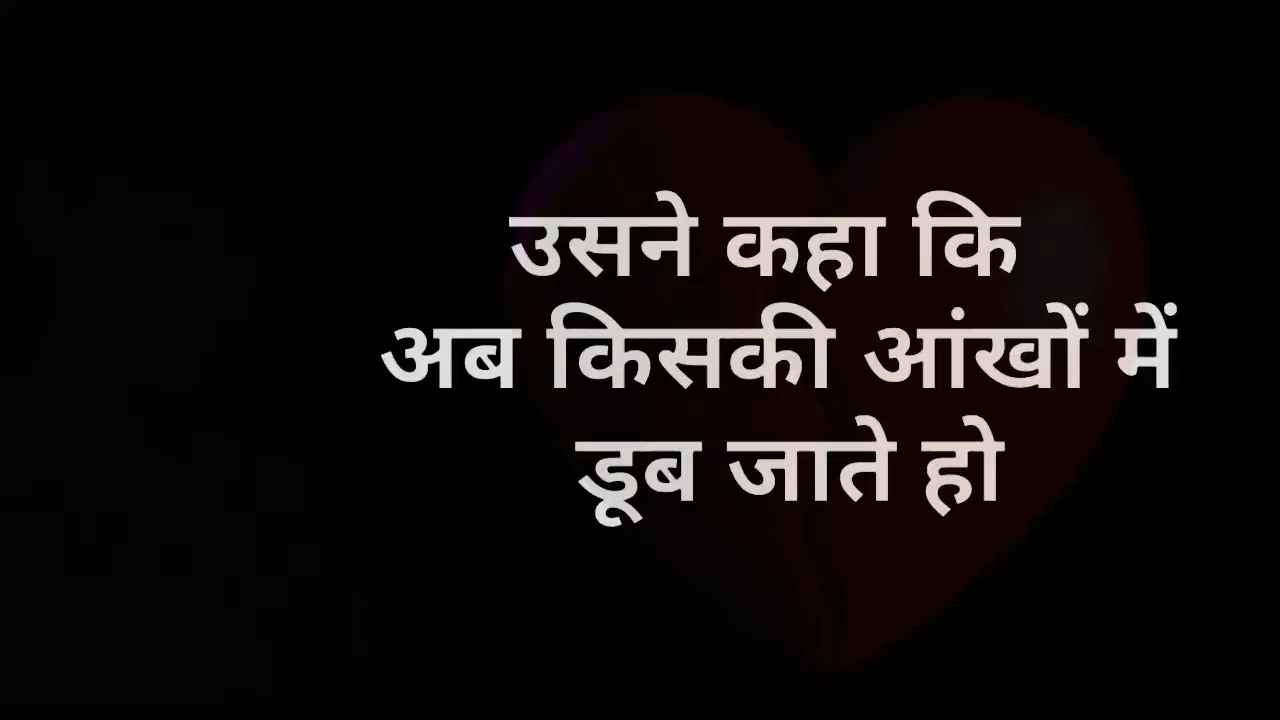 उसने कहा कि
अब किसकी आंखों में
डूब जाते हो